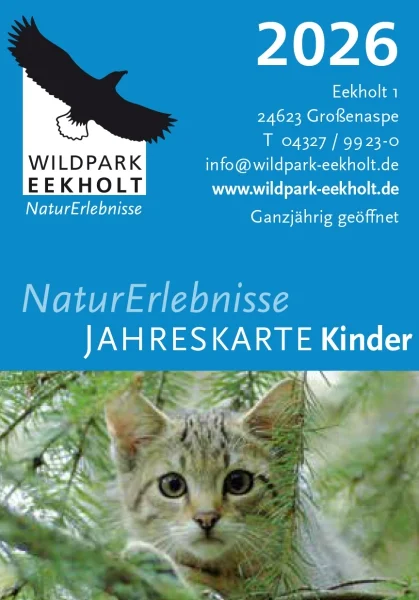 2026
Eekholt 1
24623 Großenaspe
T 04327 / 99 23-0
info@wildpark-eekholt.de
www.wildpark-eekholt.de
Ganzjährig geöffnet
WILDPARK
EEKHOLT
NaturErlebnisse
NaturErlebnisse
JAHRESKARTE Kinder